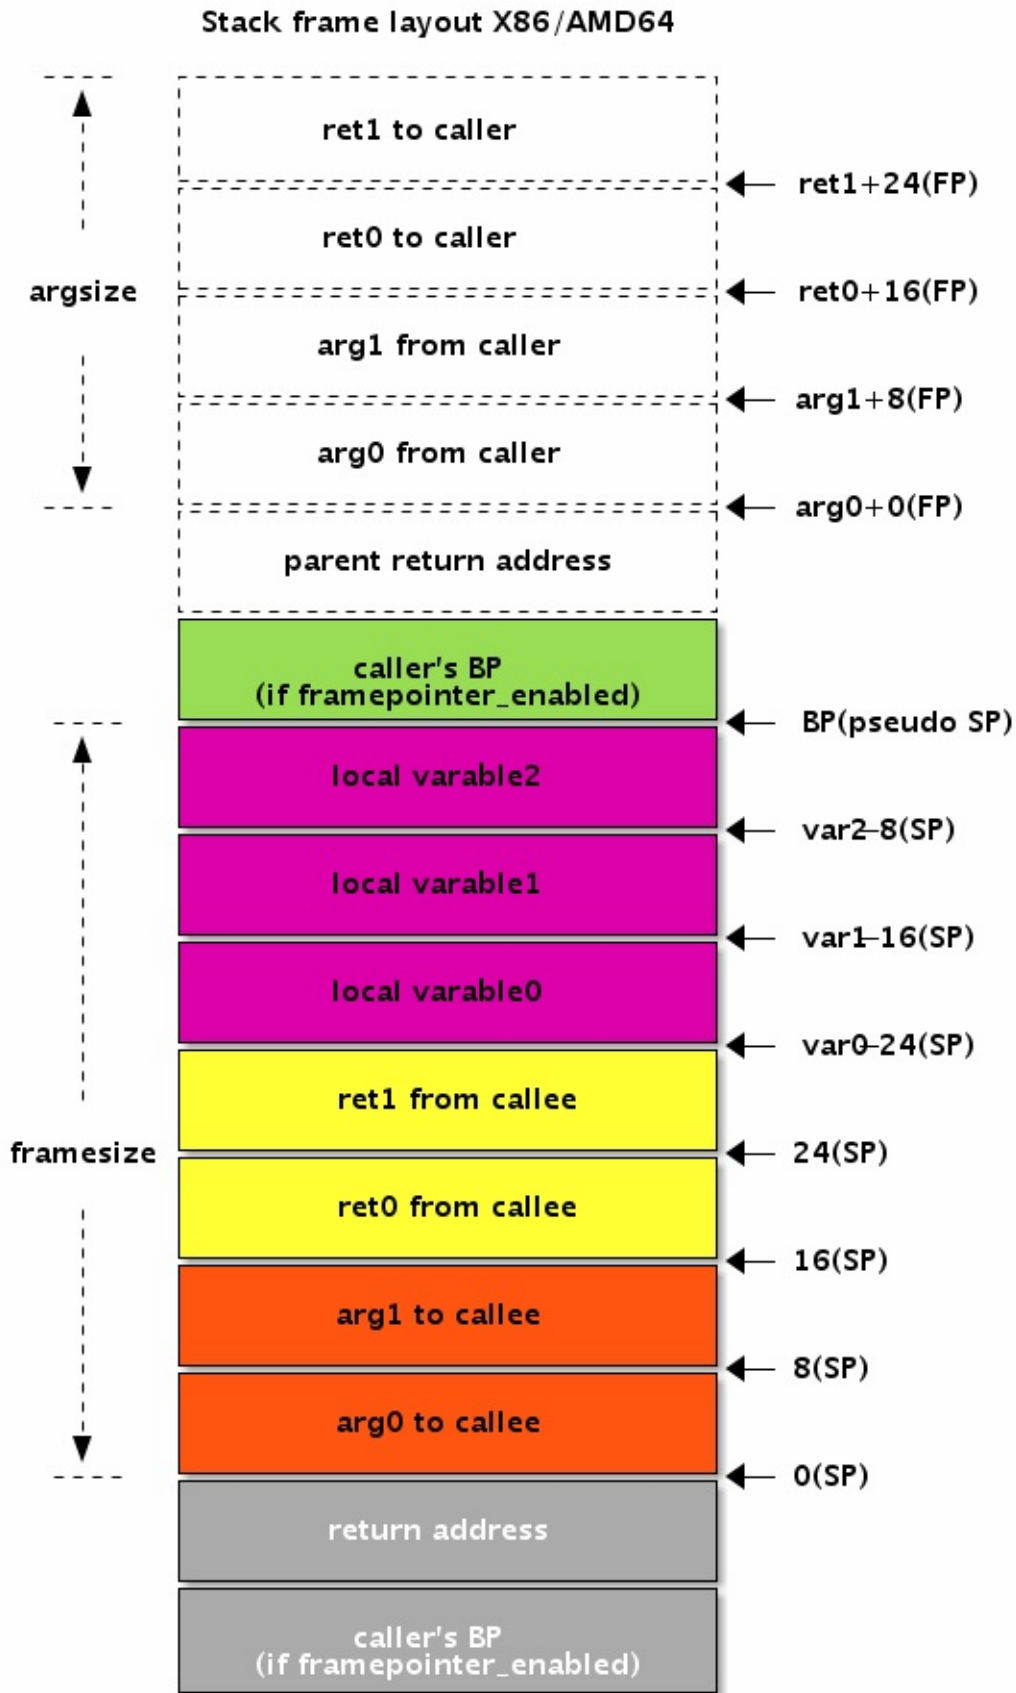 Stack frame layout X86/AMD64
ret1 to caller
ret1+24(FP)
ret0 to caller
argsize
ret0+16(FP)
arg1 from caller
arg1+8(FP)
arg0 from caller
arg0+0(FP)
parent return address
caller's BP
(if framepointer_enabled)
BP(pseudo SP)
local varable2
var2-8(SP)
local varable1
var1-16(SP)
local varable0
var0-24(SP)
ret1 from callee
framesize
24(SP)
ret0 from callee
16(SP)
arg1 to callee
8(SP)
arg0 to callee
0(SP)
return address
caller's BP
(if framepointer_enabled)